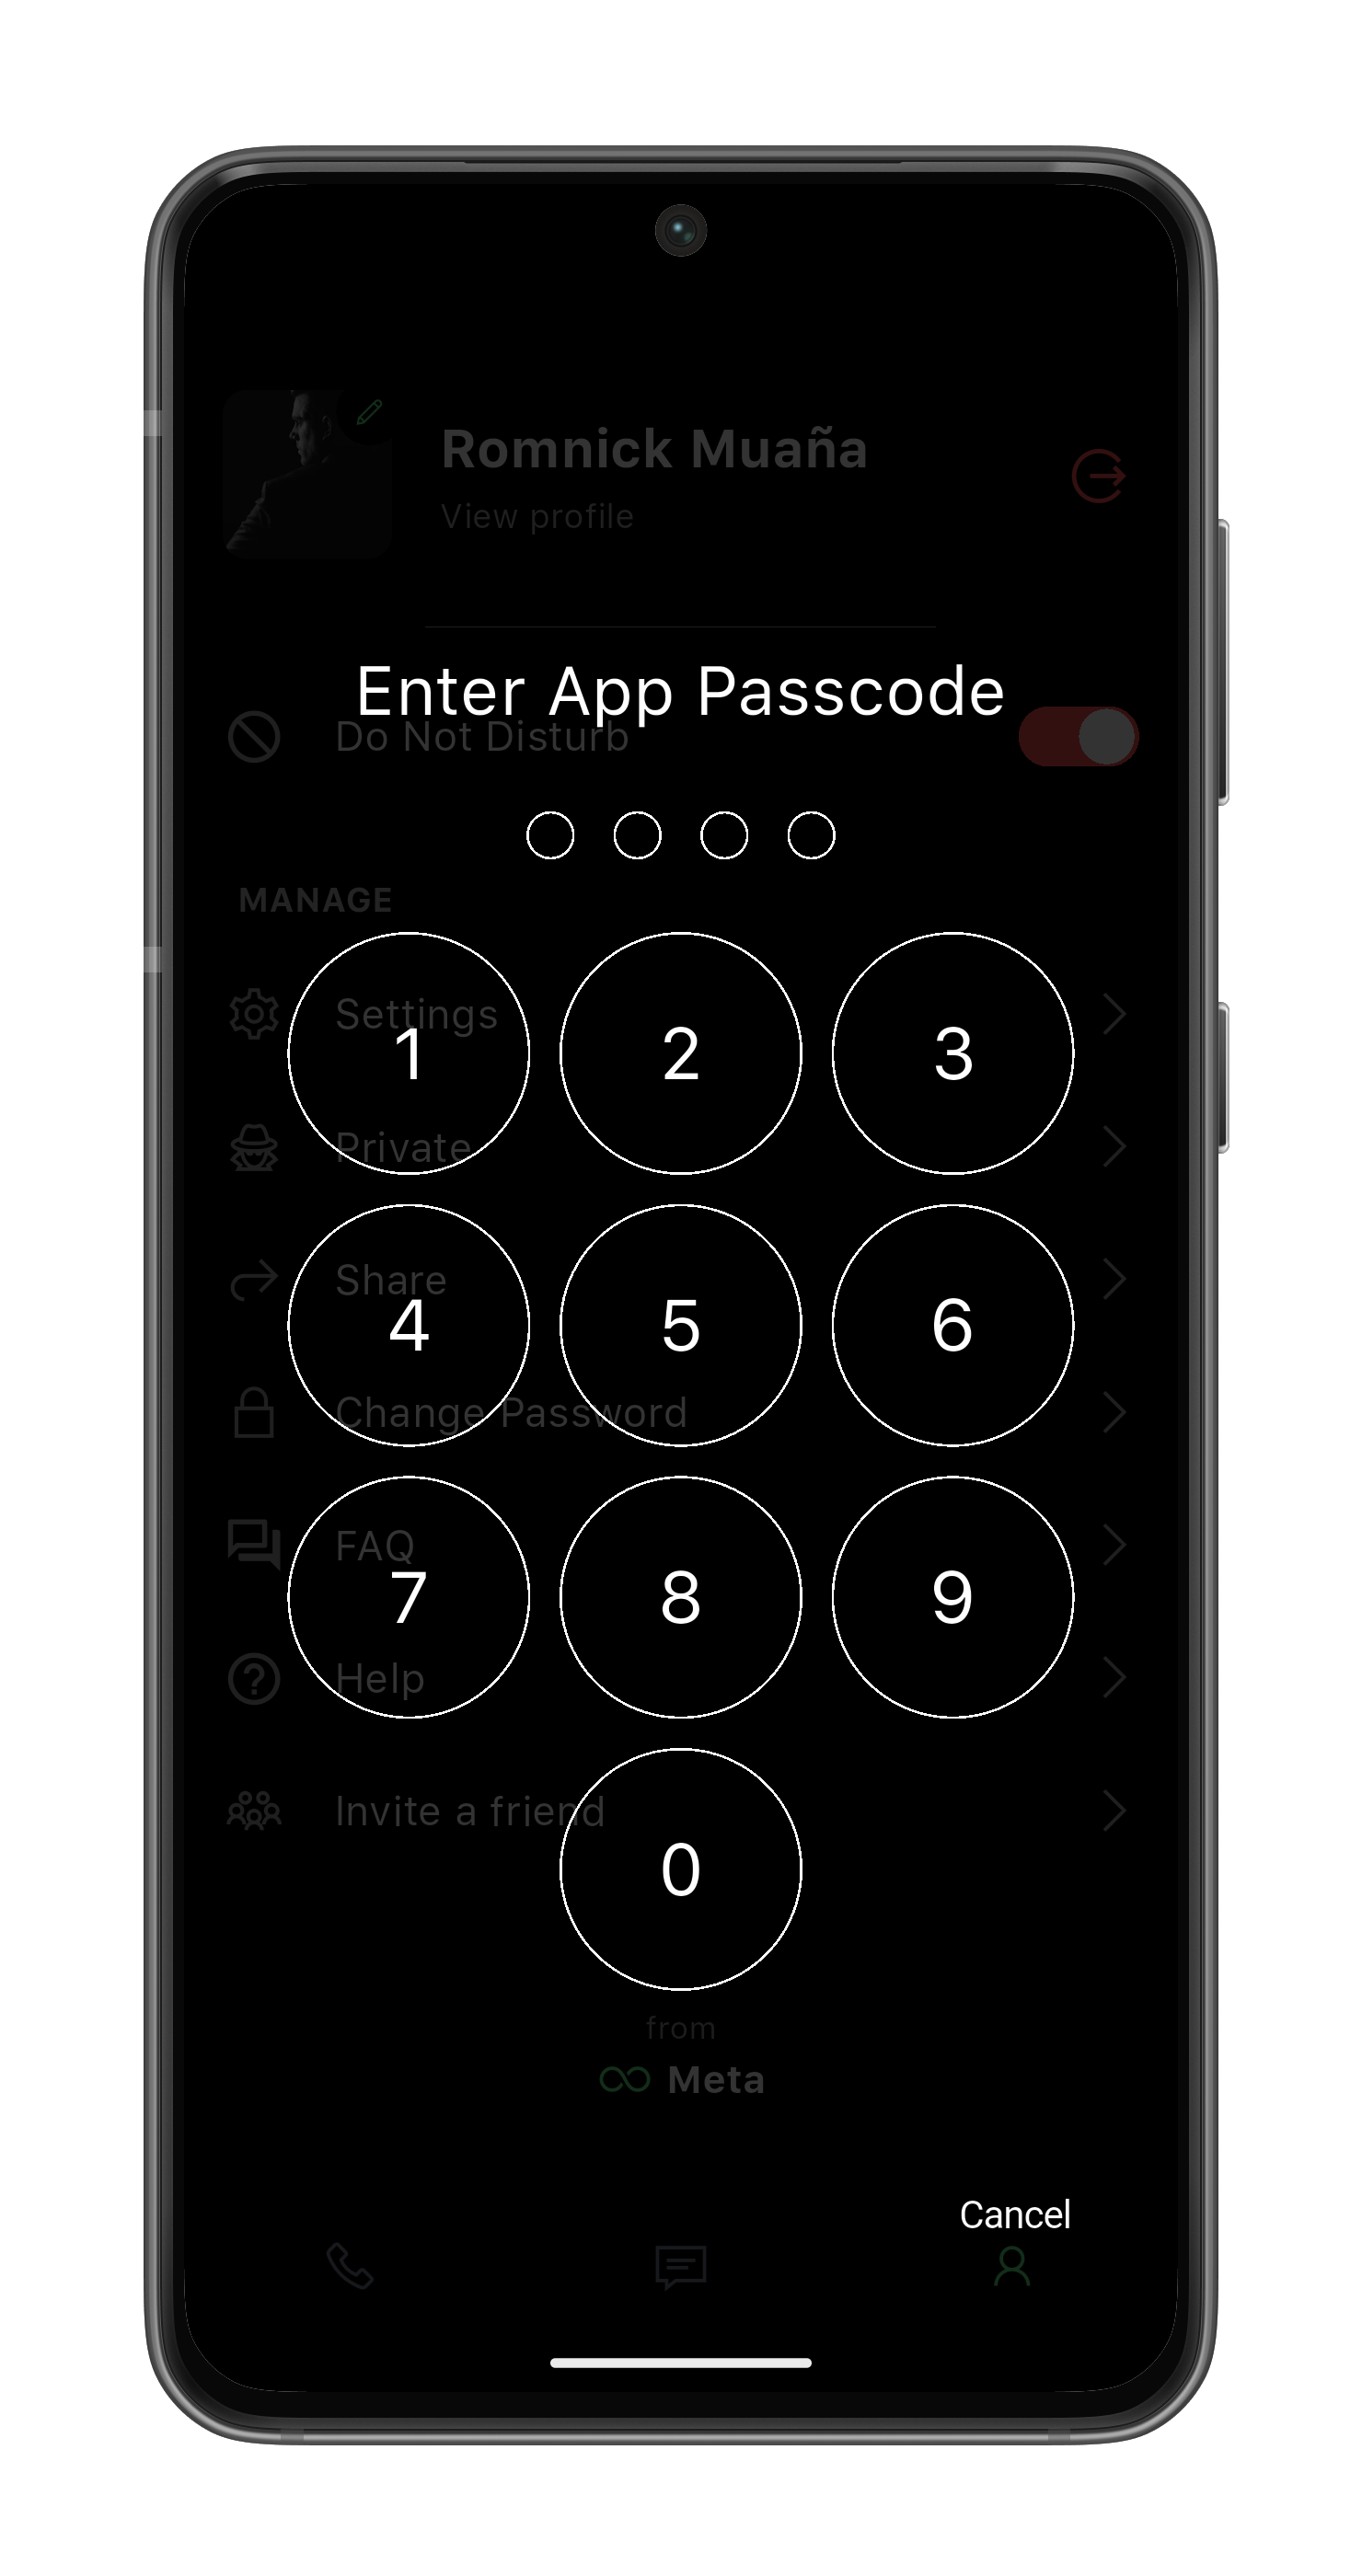 Romnick Muaña
View profile
Enter App Passcode
Do Not Disturb
MANAGE
Settings
1 2 3
Private
Share
4 5 6
Change Password
FAQ
7 8 9
Help
Invite a friend
0
from
Meta
Cancel